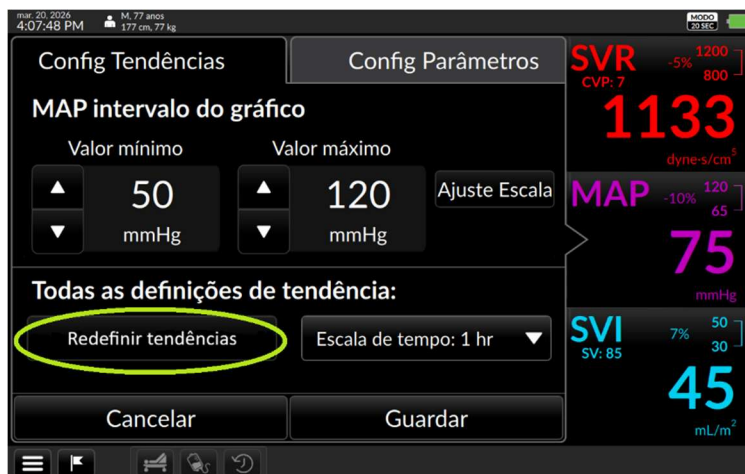 mar. 20, 2026
4:07:48 PM
M, 77 anos
177 cm, 77 kg
MODO
20 SEC
Config Tendências
Config Parâmetros
MAP intervalo do gráfico
Valor mínimo
Valor máximo
50
mmHg
120
mmHg
Ajuste Escala
Todas as definições de tendência:
Redefinir tendências
Escala de tempo: 1 hr
Cancelar
Guardar
SVR
CVP: 7
-5%
1200
800
1133
dyne-s/cm⁵
MAP
-10%
120
65
75
mmHg
SVI
SV: 85
7%
50
30
45
mL/m²